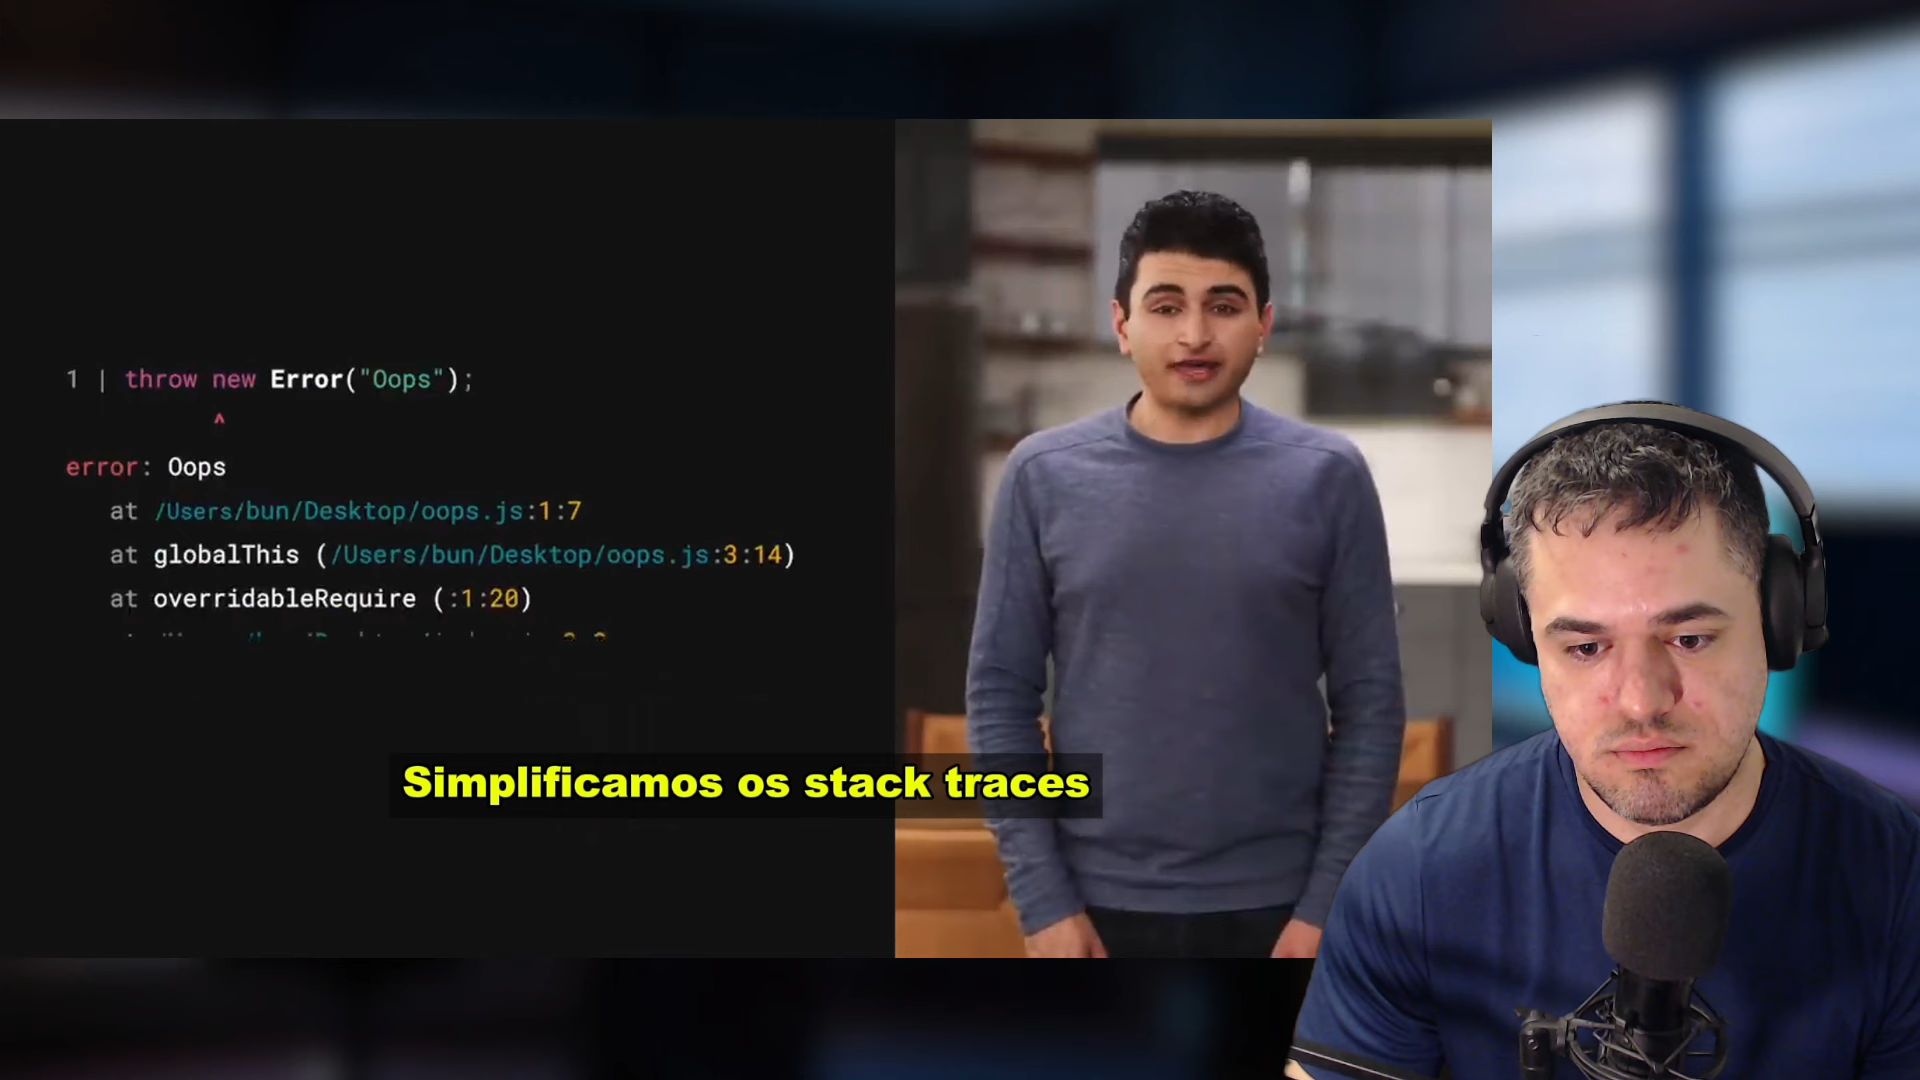 1 | throw new Error("Oops");
^
error: Oops
at /Users/bun/Desktop/oops.js:1:7
at globalThis (/Users/bun/Desktop/oops.js:3:14)
at overridableRequire (:1:20)
Simplificamos os stack traces